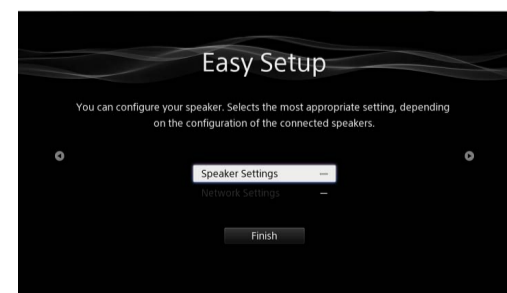 Easy Setup
You can configure your speaker. Selects the most appropriate setting, depending
on the configuration of the connected speakers.
Speaker Settings —
Network Settings —
Finish